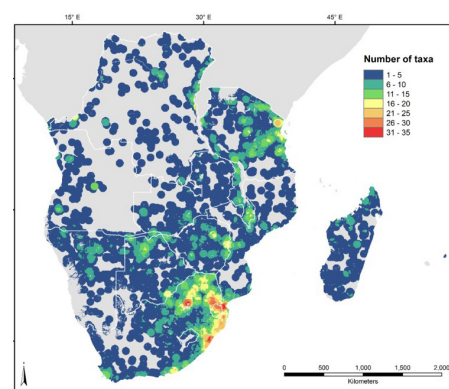 15° E 30° E 45° E
Number of taxa
1 - 5
6 - 10
11 - 15
16 - 20
21 - 25
26 - 30
31 - 35
0 500 1,000 1,500 2,000
Kilometers